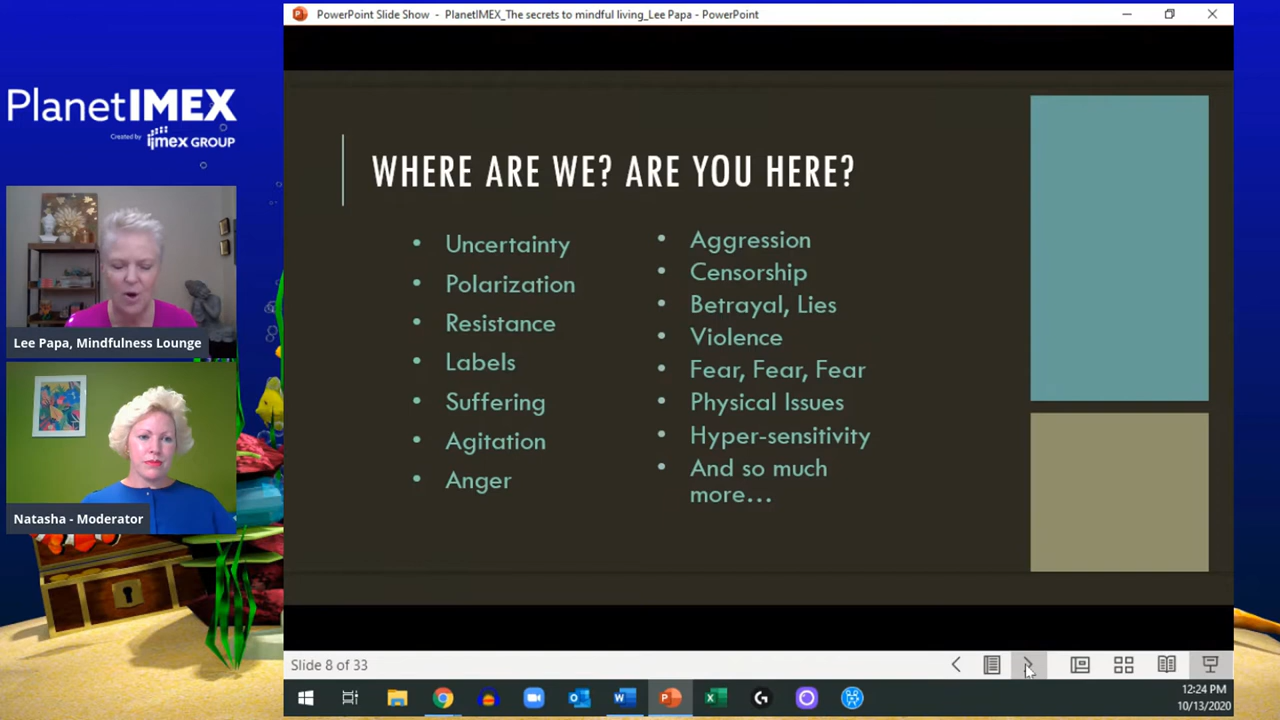 PowerPoint Slide Show - PlanetIMEX_The secrets to mindful living_Lee Papa - PowerPoint
PlanetIMEX
Created by
imex GROUP
Lee Papa, Mindfulness Lounge
Natasha - Moderator
WHERE ARE WE? ARE YOU HERE?
• Uncertainty
• Polarization
• Resistance
• Labels
• Suffering
• Agitation
• Anger
• Aggression
• Censorship
• Betrayal, Lies
• Violence
• Fear, Fear, Fear
• Physical Issues
• Hyper-sensitivity
• And so much
more...
Slide 8 of 33
12:24 PM
10/13/2020